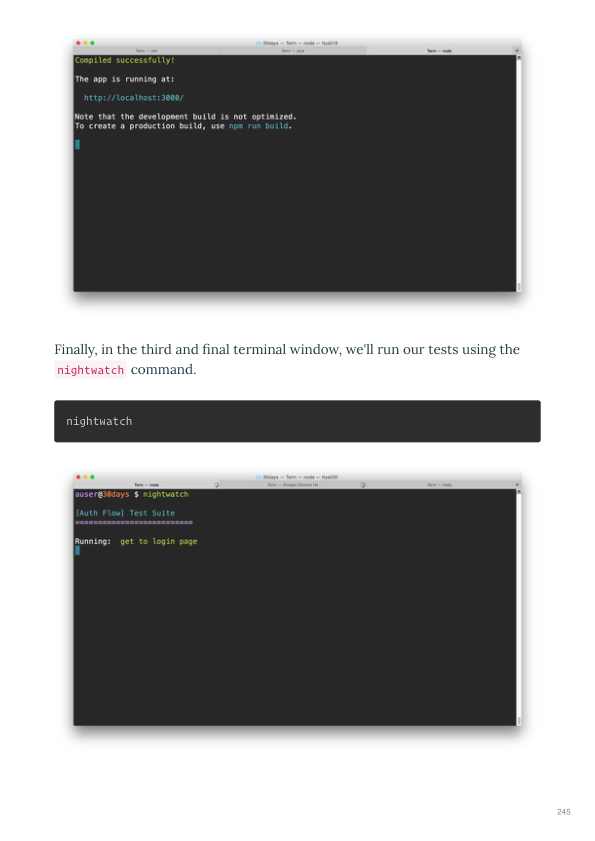 30days — Term — node — ttys016
Term — zsh Term — java Term — node +
Compiled successfully!
The app is running at:
http://localhost:3000/
Note that the development build is not optimized.
To create a production build, use npm run build.
Finally, in the third and final terminal window, we'll run our tests using the
nightwatch command.
nightwatch
30days — Term — node — ttys000
Term — node Term — Google Chrome He Term — node +
auser@30days $ nightwatch
[Auth Flow] Test Suite
==========================
Running:  get to login page
245